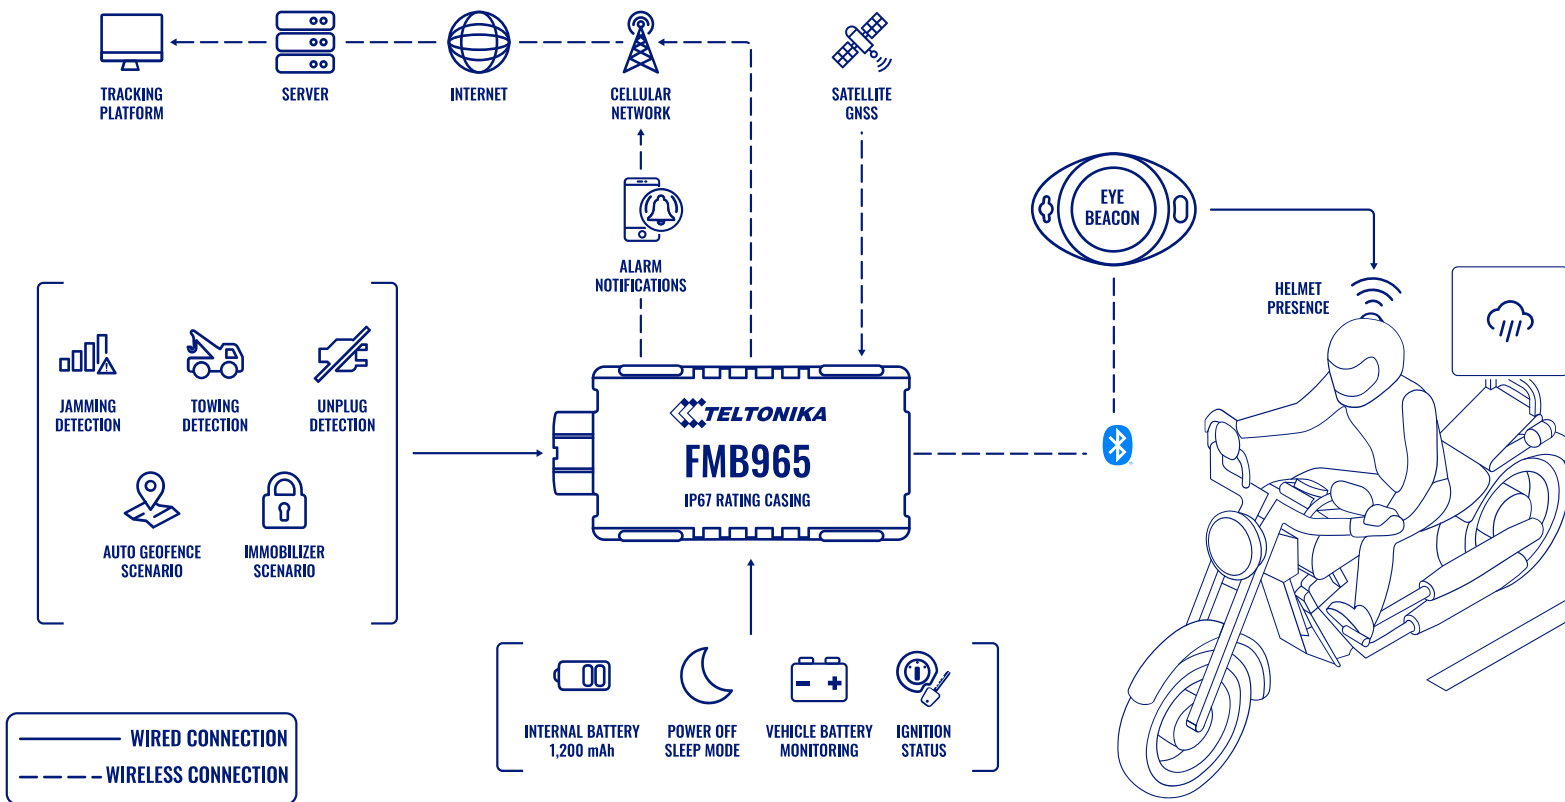 TRACKING
PLATFORM
SERVER
INTERNET
CELLULAR
NETWORK
SATELLITE
GNSS
ALARM
NOTIFICATIONS
EYE
BEACON
HELMET
PRESENCE
JAMMING
DETECTION
TOWING
DETECTION
UNPLUG
DETECTION
AUTO GEOFENCE
SCENARIO
IMMOBILIZER
SCENARIO
TELTONIKA
FMB965
IP67 RATING CASING
INTERNAL BATTERY
1,200 mAh
POWER OFF
SLEEP MODE
VEHICLE BATTERY
MONITORING
IGNITION
STATUS
WIRED CONNECTION
WIRELESS CONNECTION